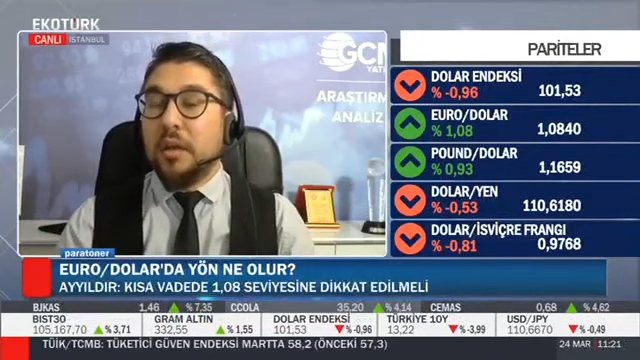 EKOTÜRK
CANLI İSTANBUL
GCM
YATI
ARAŞTIRM
ANALİZ
PARİTELER
DOLAR ENDEKSİ
% -0,96 101,53
EURO/DOLAR
% 1,08 1,0840
POUND/DOLAR
% 0,93 1,1659
DOLAR/YEN
% -0,53 110,6180
DOLAR/İSVİÇRE FRANGI
% -0,81 0,9768
paratoner
EURO/DOLAR'DA YÖN NE OLUR?
AYYILDIR: KISA VADEDE 1,08 SEVİYESİNE DİKKAT EDİLMELİ
BJKAS 1,46 % 7,35 CCOLA 35,20 % 4,14 CEMAS 0,68 % 4,62
BIST30 GRAM ALTIN DOLAR ENDEKSİ TÜRKİYE 10Y USD/JPY
105.167,70 % 3,71 332,55 % 1,55 101,53 % -0,96 13,22 % -3,99 110,6670 % -0,49
TÜİK/TCMB: TÜKETİCİ GÜVEN ENDEKSİ MARTTA 58,2 (ÖNCESİ 57,3) 24 MAR 11:21